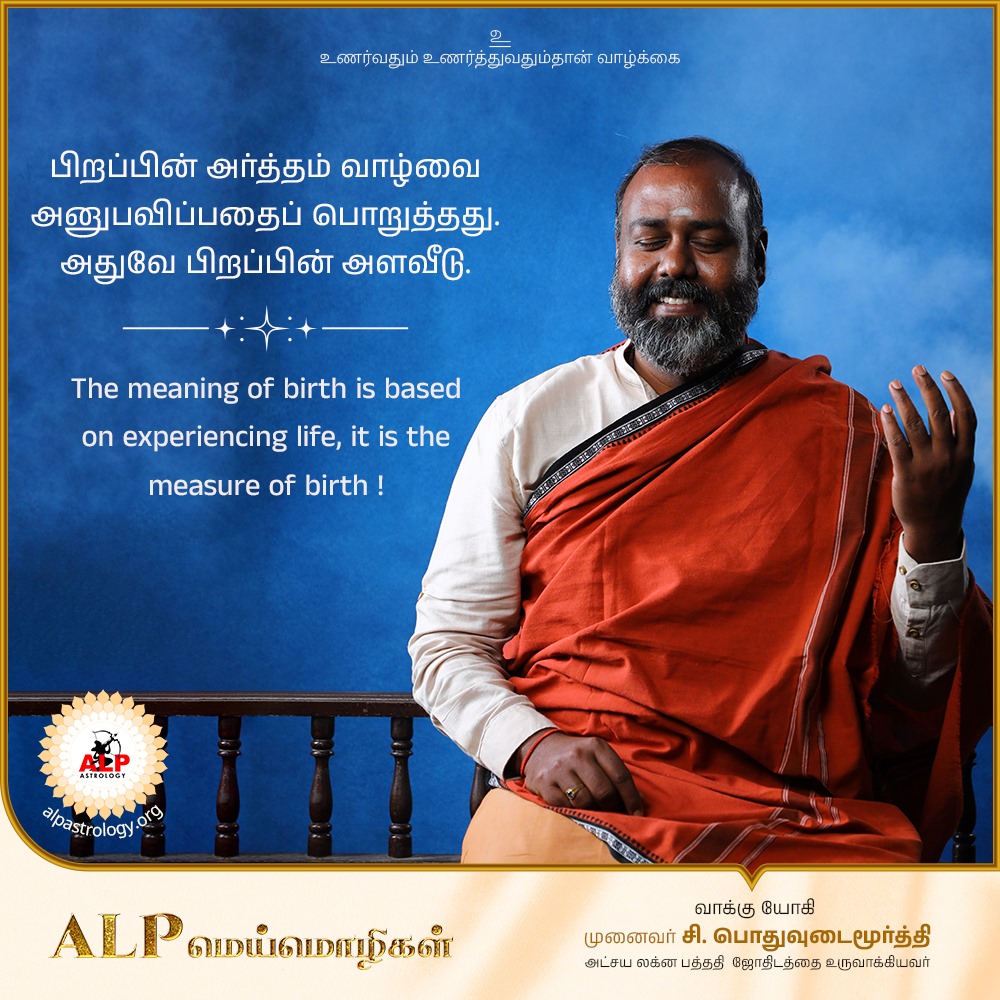 உ
உணர்வதும் உணர்த்துவதும்தான் வாழ்க்கை
பிறப்பின் அர்த்தம் வாழ்வை
அனுபவிப்பதைப் பொறுத்தது.
அதுவே பிறப்பின் அளவீடு.
The meaning of birth is based
on experiencing life, it is the
measure of birth !
ALP
ASTROLOGY
alpastrology.org
ALP மெய்மொழிகள்
வாக்கு யோகி
முனைவர் சி. பொதுவுடைமூர்த்தி
அட்சய லக்ன பத்ததி ஜோதிடத்தை உருவாக்கியவர்